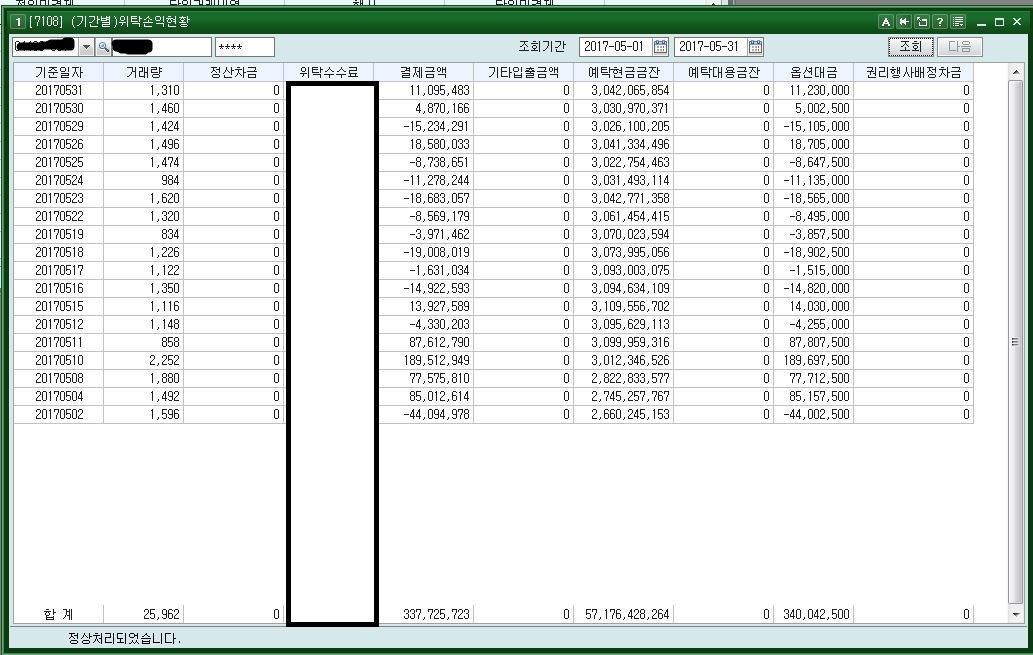 1 [7108] (기간별)위탁손익현황 A ?
**** 조회기간 2017-05-01 2017-05-31 조회 다음
기준일자 거래량 정산차금 위탁수수료 결제금액 기타입출금액 예탁현금금잔 예탁대용금잔 옵션대금 권리행사배정차금
20170531 1,310 0 11,095,483 0 3,042,065,854 0 11,230,000 0
20170530 1,460 0 4,870,166 0 3,030,970,371 0 5,002,500 0
20170529 1,424 0 -15,234,291 0 3,026,100,205 0 -15,105,000 0
20170526 1,496 0 18,580,033 0 3,041,334,496 0 18,705,000 0
20170525 1,474 0 -8,738,651 0 3,022,754,463 0 -8,647,500 0
20170524 984 0 -11,278,244 0 3,031,493,114 0 -11,135,000 0
20170523 1,620 0 -18,683,057 0 3,042,771,358 0 -18,565,000 0
20170522 1,320 0 -8,569,179 0 3,061,454,415 0 -8,495,000 0
20170519 834 0 -3,971,462 0 3,070,023,594 0 -3,857,500 0
20170518 1,226 0 -19,008,019 0 3,073,995,056 0 -18,902,500 0
20170517 1,122 0 -1,631,034 0 3,093,003,075 0 -1,515,000 0
20170516 1,350 0 -14,922,593 0 3,094,634,109 0 -14,820,000 0
20170515 1,116 0 13,927,589 0 3,109,556,702 0 14,030,000 0
20170512 1,148 0 -4,330,203 0 3,095,629,113 0 -4,255,000 0
20170511 858 0 87,612,790 0 3,099,959,316 0 87,807,500 0
20170510 2,252 0 189,512,949 0 3,012,346,526 0 189,697,500 0
20170508 1,880 0 77,575,810 0 2,822,833,577 0 77,712,500 0
20170504 1,492 0 85,012,614 0 2,745,257,767 0 85,157,500 0
20170502 1,596 0 -44,094,978 0 2,660,245,153 0 -44,002,500 0
합 계 25,962 0 337,725,723 0 57,176,428,264 0 340,042,500 0
정상처리되었습니다.